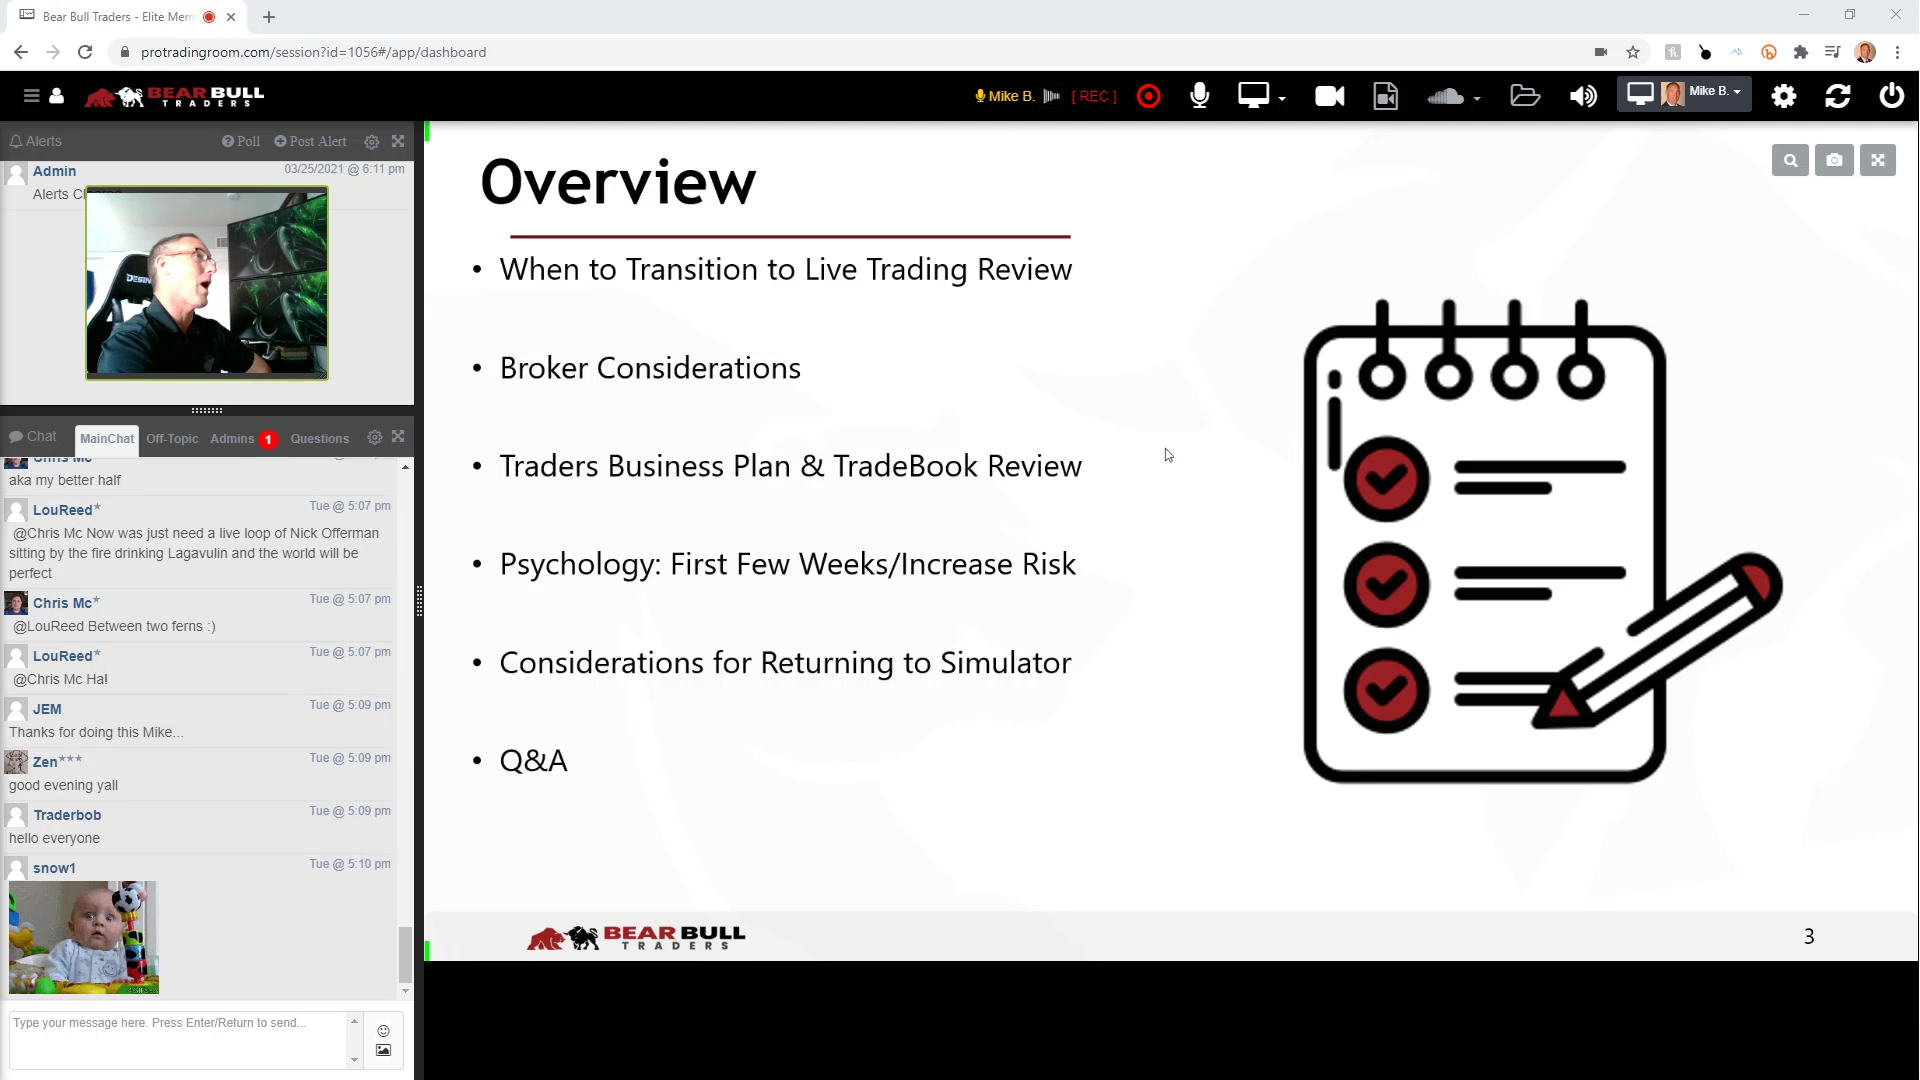 Bear Bull Traders - Elite Mem
protradingroom.com/session?id=1056#/app/dashboard
BEAR BULL
TRADERS
Mike B.
[ REC ]
Mike B.
Alerts
Poll
Post Alert
Admin
03/25/2021 @ 6:11 pm
Alerts C
DESIN
Chat
MainChat
Off-Topic
Admins 1
Questions
Chris Mc
aka my better half
LouReed*
Tue @ 5:07 pm
@Chris Mc Now was just need a live loop of Nick Offerman
sitting by the fire drinking Lagavulin and the world will be
perfect
Chris Mc*
Tue @ 5:07 pm
@LouReed Between two ferns :)
LouReed*
Tue @ 5:07 pm
@Chris Mc Ha!
JEM
Tue @ 5:09 pm
Thanks for doing this Mike...
Zen***
Tue @ 5:09 pm
good evening yall
Traderbob
Tue @ 5:09 pm
hello everyone
snow1
Tue @ 5:10 pm
Type your message here. Press Enter/Return to send...
Overview
• When to Transition to Live Trading Review
• Broker Considerations
• Traders Business Plan & TradeBook Review
• Psychology: First Few Weeks/Increase Risk
• Considerations for Returning to Simulator
• Q&A
BEAR BULL
TRADERS
3